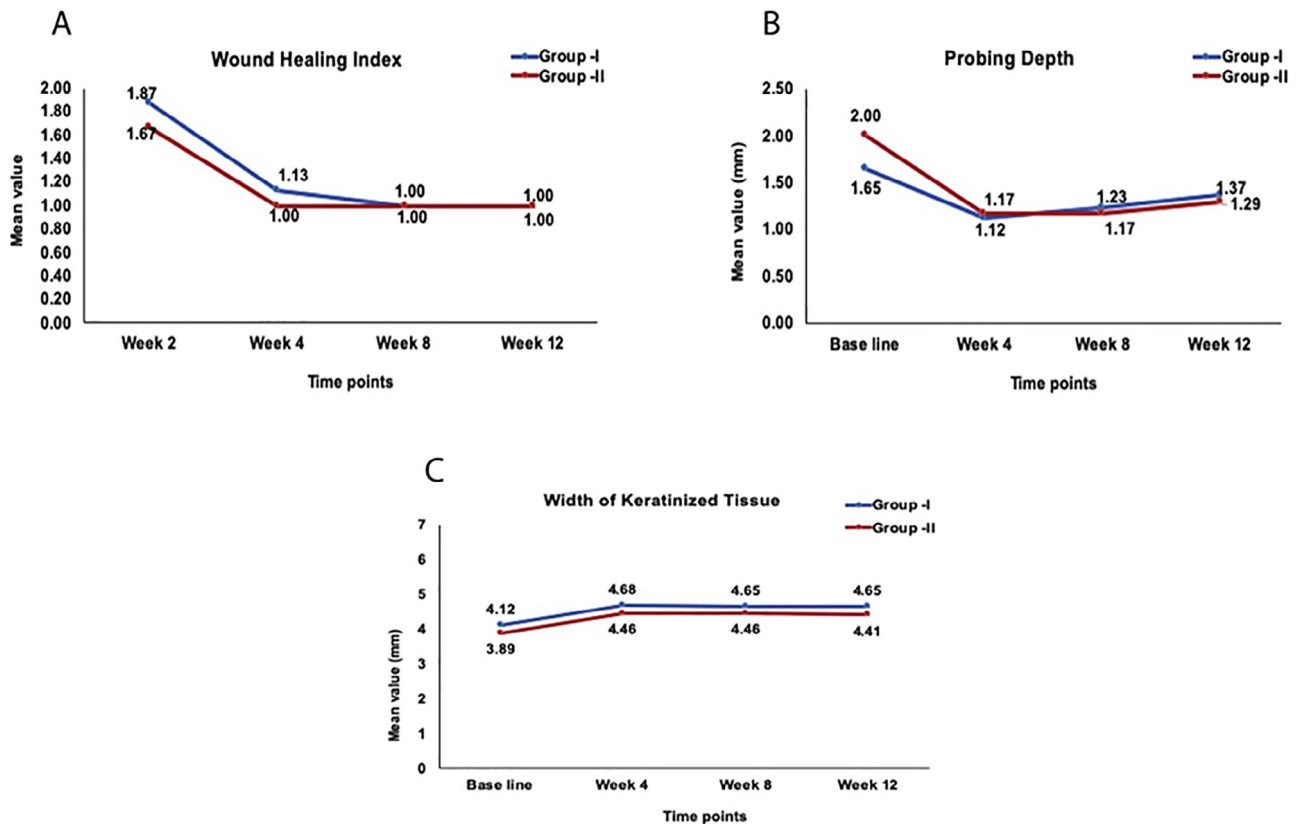 A
Wound Healing Index
Group -I
Group -II
2.00
1.80
1.60
1.40
1.20
1.00
0.80
0.60
0.40
0.20
0.00
Mean value
1.87
1.67
1.13
1.00
1.00
1.00
1.00
1.00
Week 2 Week 4 Week 8 Week 12
Time points
B
Probing Depth
Group -I
Group -II
2.50
2.00
1.50
1.00
0.50
0.00
Mean value (mm)
2.00
1.65
1.17
1.12
1.23
1.17
1.37
1.29
Base line Week 4 Week 8 Week 12
Time points
C
Width of Keratinized Tissue
Group -I
Group -II
7
6
5
4
3
2
1
0
Mean value (mm)
4.12
3.89
4.68
4.46
4.65
4.46
4.65
4.41
Base line Week 4 Week 8 Week 12
Time points